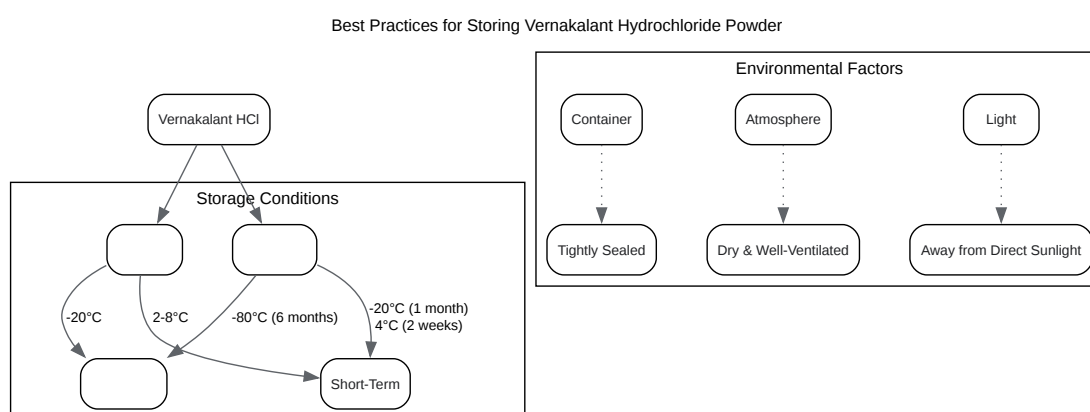 Best Practices for Storing Vernakalant Hydrochloride Powder
Environmental Factors
Vernakalant HCl
Container
Atmosphere
Light
Storage Conditions
Tightly Sealed
Dry & Well-Ventilated
Away from Direct Sunlight
-20°C
2-8°C
-80°C (6 months)
-20°C (1 month)
4°C (2 weeks)
Short-Term